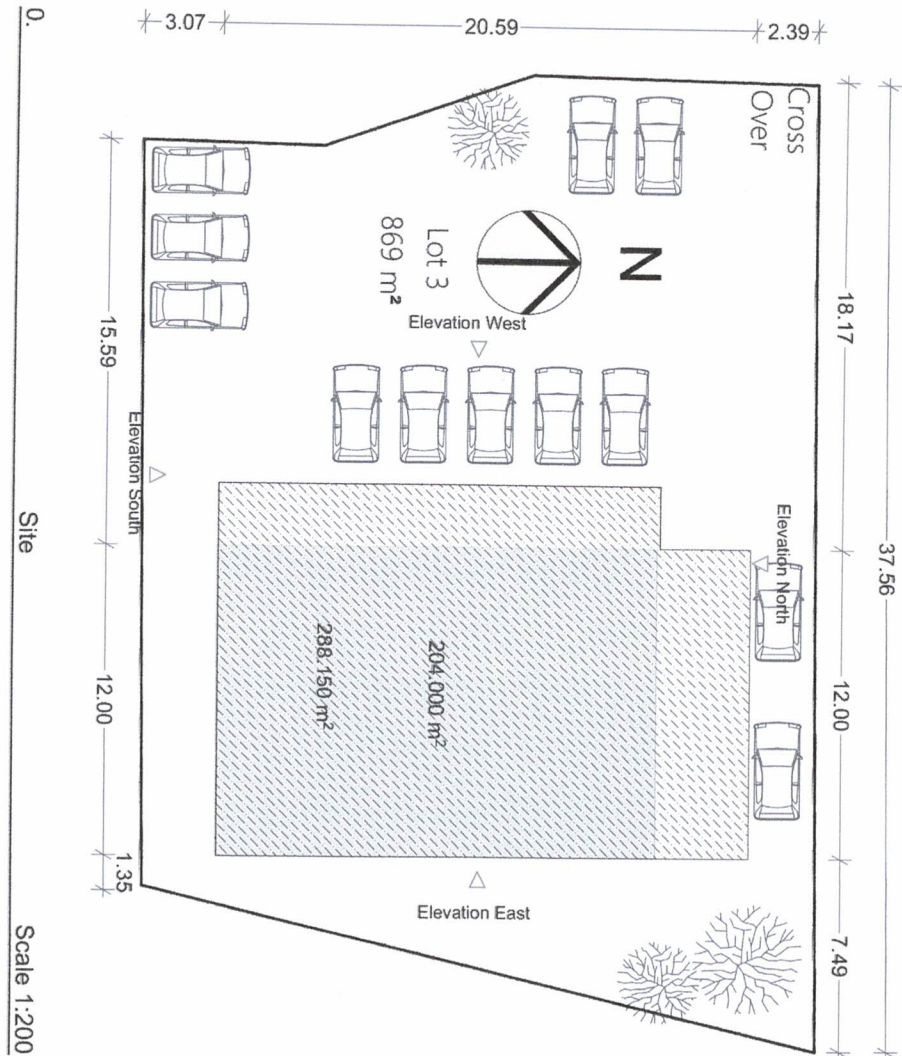 37.56
18.17
12.00
7.49
Cross
Over
2.39
20.59
3.07
N
Elevation North
Lot 3
869 m²
Elevation West
Elevation East
204.000 m²
288.150 m²
Elevation South
15.59
12.00
1.35
0.
Site
Scale 1:200